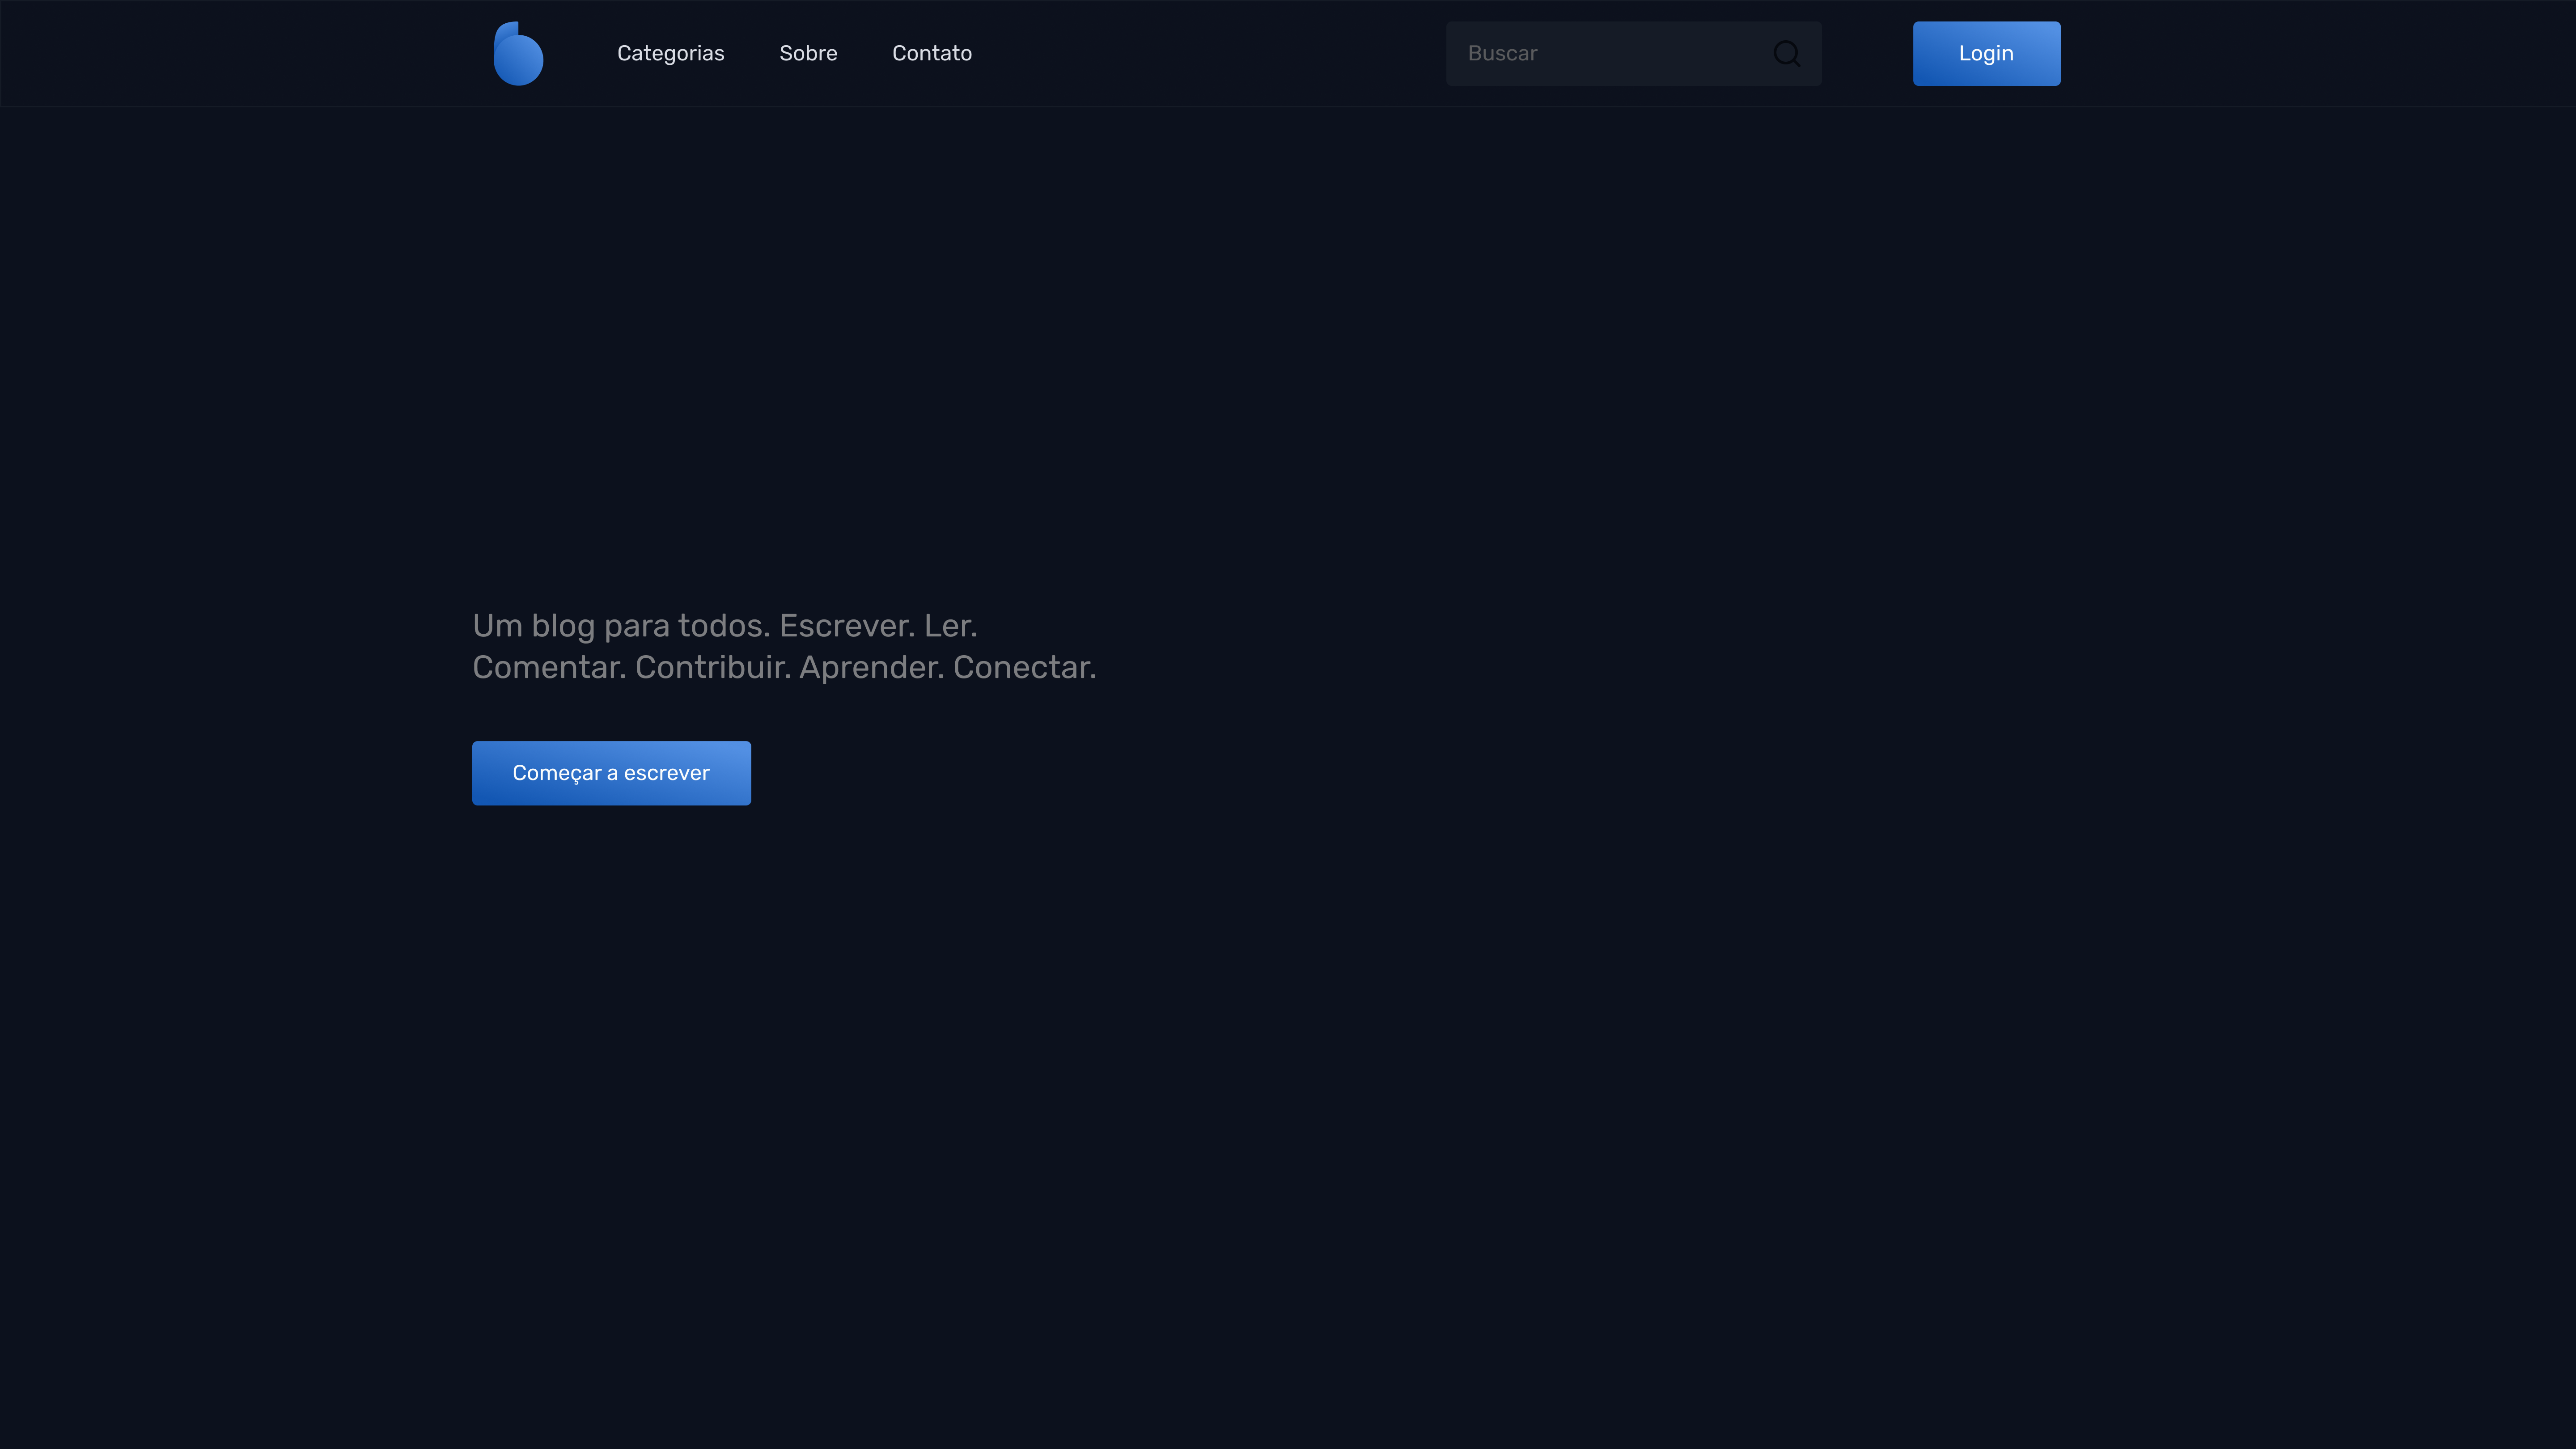 Categorias Sobre Contato Buscar Login
Um blog para todos. Escrever. Ler.
Comentar. Contribuir. Aprender. Conectar.
Começar a escrever